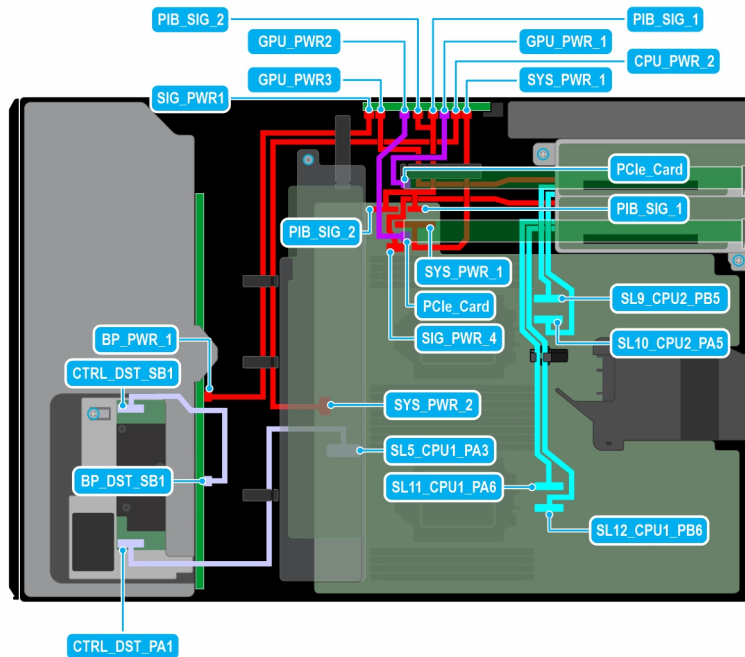 PIB_SIG_2
PIB_SIG_1
GPU_PWR2
GPU_PWR_1
CPU_PWR_2
GPU_PWR3
SYS_PWR_1
SIG_PWR1
PCIe_Card
PIB_SIG_1
PIB_SIG_2
SYS_PWR_1
PCIe_Card
SL9_CPU2_PB5
SIG_PWR_4
BP_PWR_1
SL10_CPU2_PA5
CTRL_DST_SB1
SYS_PWR_2
SL5_CPU1_PA3
BP_DST_SB1
SL11_CPU1_PA6
SL12_CPU1_PB6
CTRL_DST_PA1